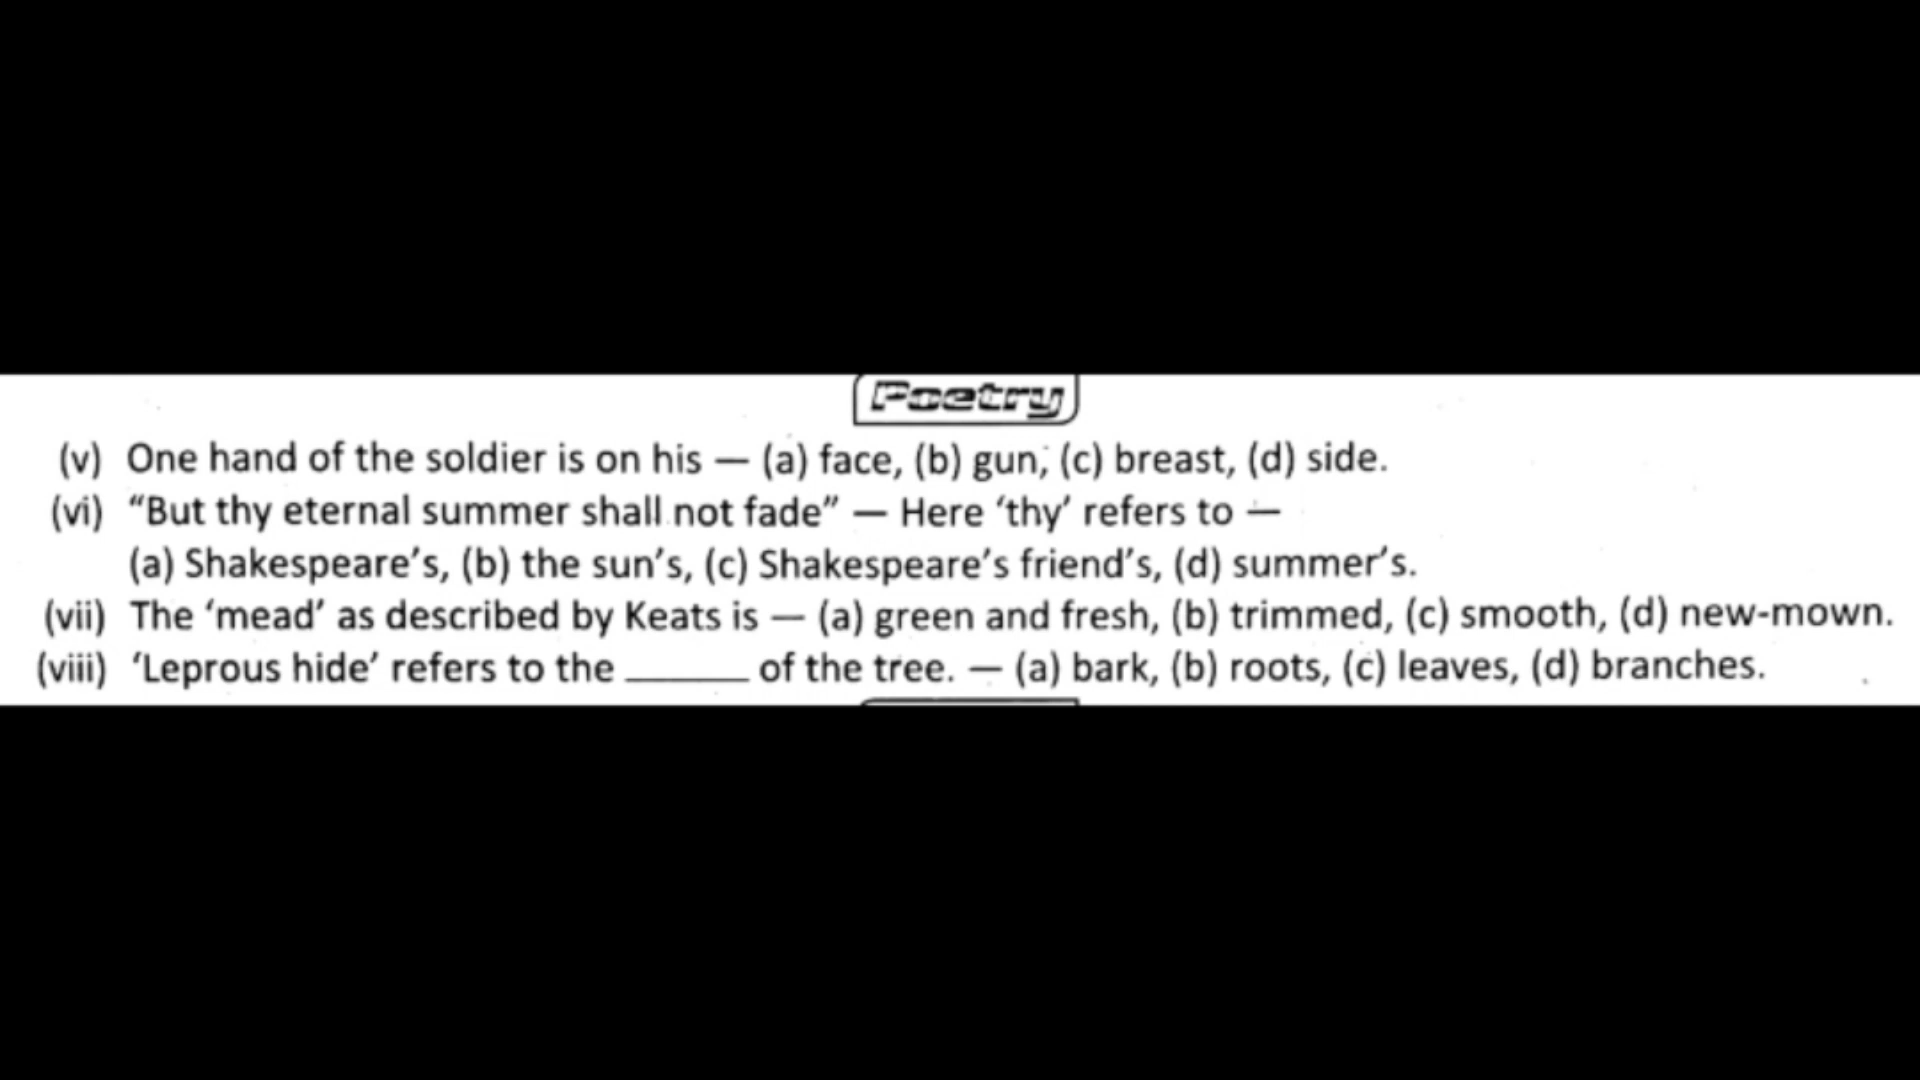 Poetry
(v) One hand of the soldier is on his — (a) face, (b) gun, (c) breast, (d) side.
(vi) “But thy eternal summer shall not fade” — Here ‘thy’ refers to —
(a) Shakespeare’s, (b) the sun’s, (c) Shakespeare’s friend’s, (d) summer’s.
(vii) The ‘mead’ as described by Keats is — (a) green and fresh, (b) trimmed, (c) smooth, (d) new-mown.
(viii) ‘Leprous hide’ refers to the ______ of the tree. — (a) bark, (b) roots, (c) leaves, (d) branches.